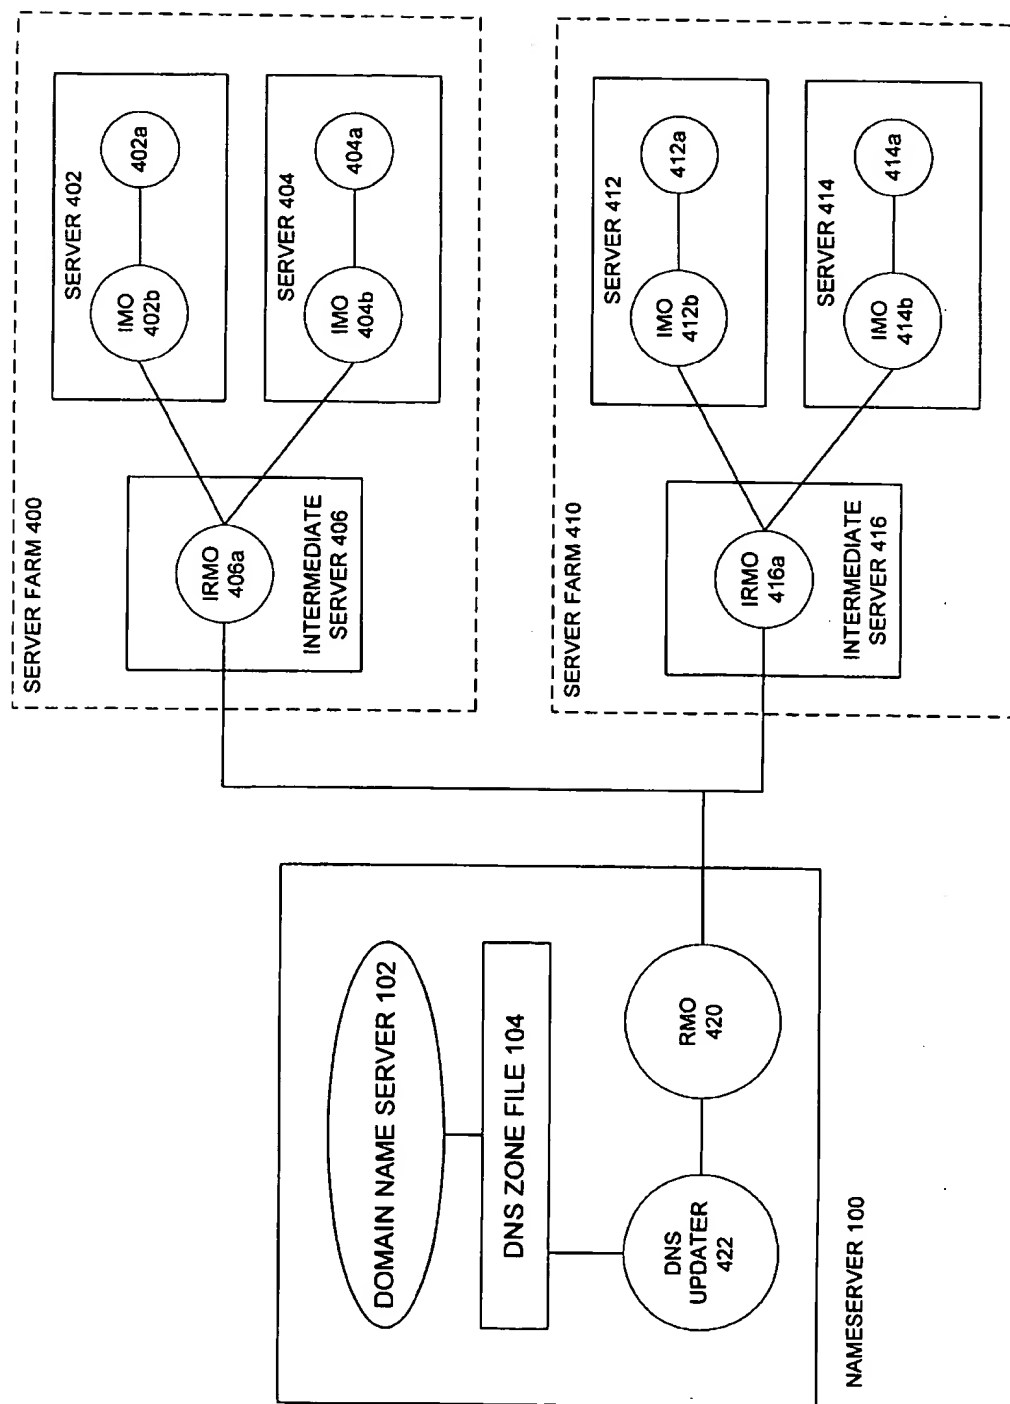 SERVER FARM 400
SERVER 402
402a
IMO
402b
SERVER 404
404a
IMO
404b
IRMO
406a
INTERMEDIATE
SERVER 406
SERVER FARM 410
SERVER 412
412a
IMO
412b
SERVER 414
414a
IMO
414b
IRMO
416a
INTERMEDIATE
SERVER 416
DOMAIN NAME SERVER 102
DNS ZONE FILE 104
DNS
UPDATER
422
RMO
420
NAMESERVER 100